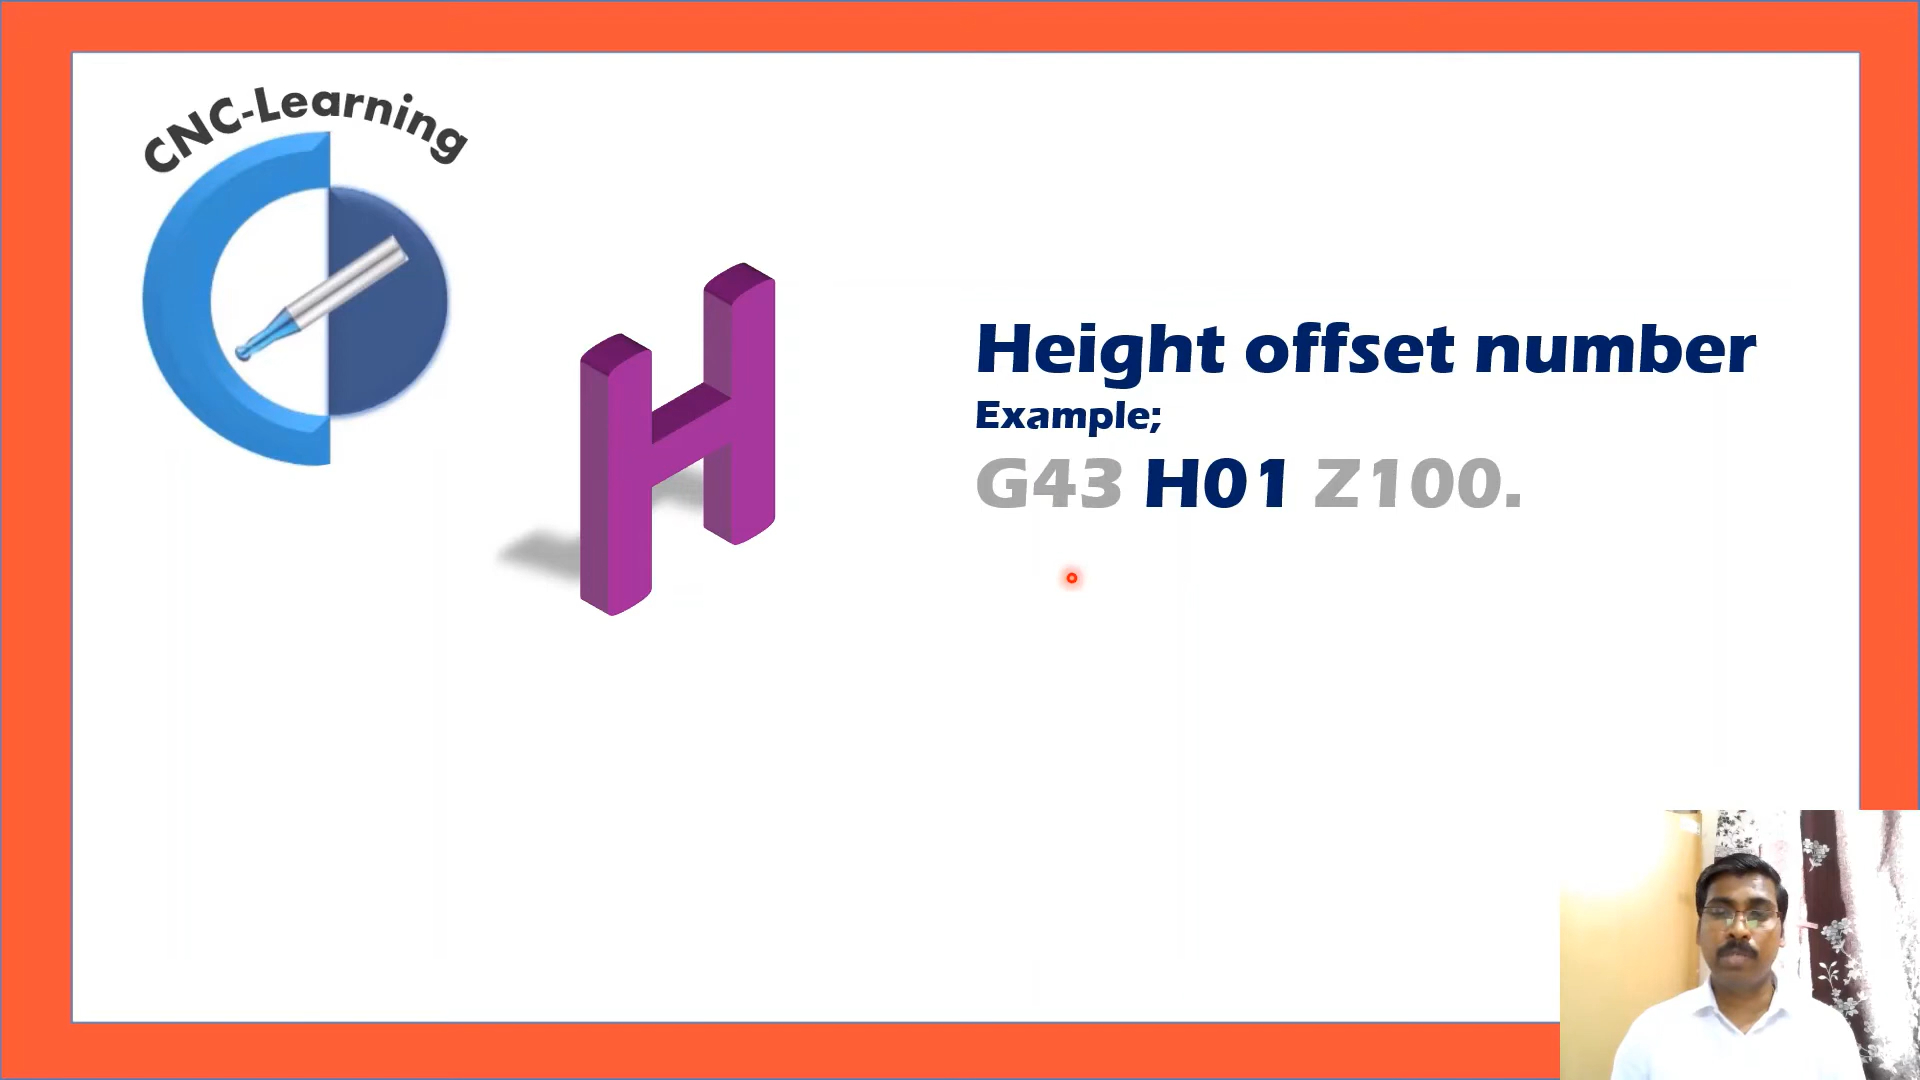 CNC-Learning
H
Height offset number
Example;
G43 H01 Z100.